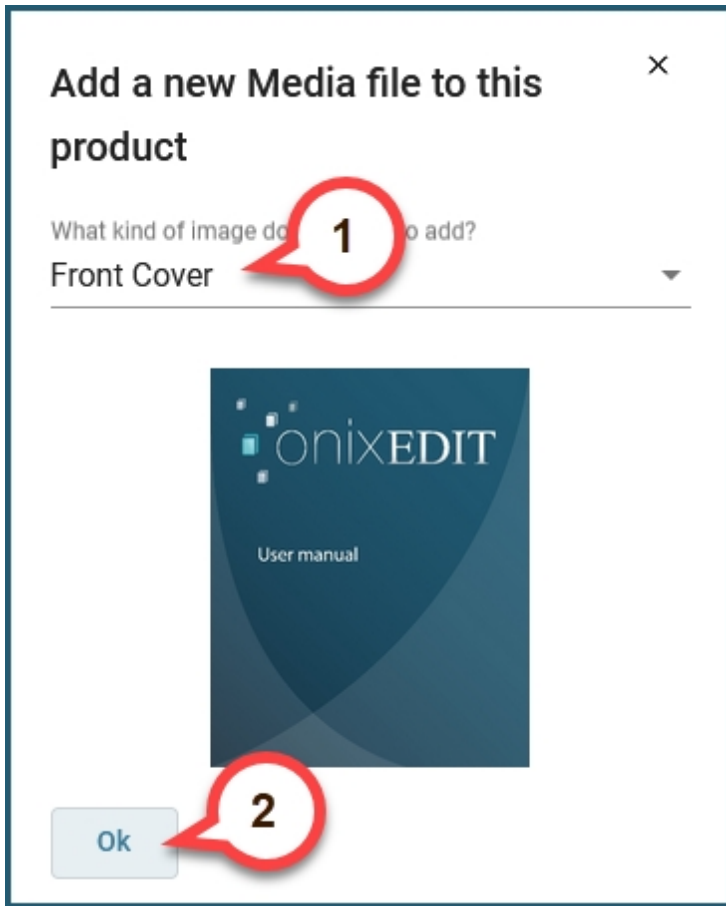 Add a new Media file to this
product
What kind of image do o add?
1
Front Cover
onixEDIT
User manual
2
Ok